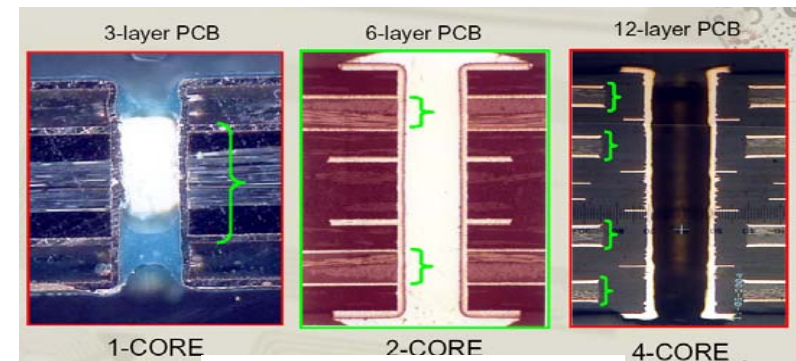 3-layer PCB
6-layer PCB
12-layer PCB
1-CORE
2-CORE
4-CORE